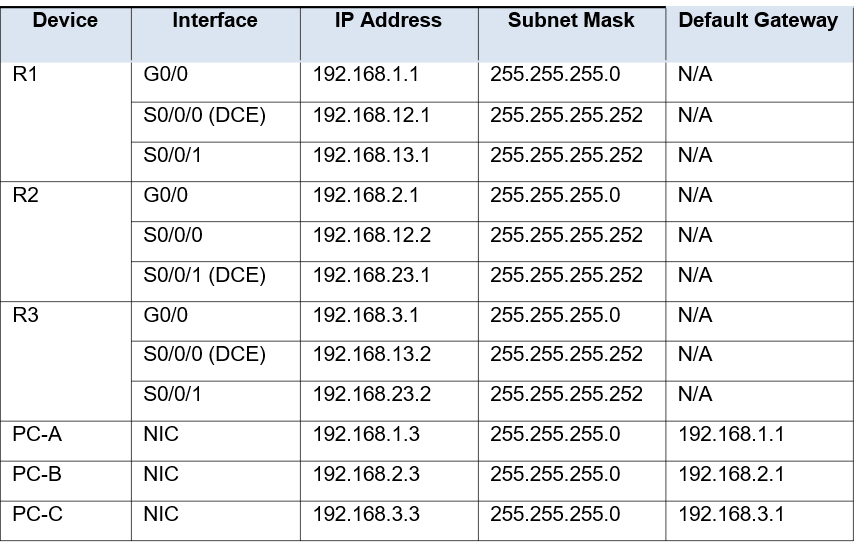 Device Interface IP Address Subnet Mask Default Gateway
R1 G0/0 192.168.1.1 255.255.255.0 N/A
S0/0/0 (DCE) 192.168.12.1 255.255.255.252 N/A
S0/0/1 192.168.13.1 255.255.255.252 N/A
R2 G0/0 192.168.2.1 255.255.255.0 N/A
S0/0/0 192.168.12.2 255.255.255.252 N/A
S0/0/1 (DCE) 192.168.23.1 255.255.255.252 N/A
R3 G0/0 192.168.3.1 255.255.255.0 N/A
S0/0/0 (DCE) 192.168.13.2 255.255.255.252 N/A
S0/0/1 192.168.23.2 255.255.255.252 N/A
PC-A NIC 192.168.1.3 255.255.255.0 192.168.1.1
PC-B NIC 192.168.2.3 255.255.255.0 192.168.2.1
PC-C NIC 192.168.3.3 255.255.255.0 192.168.3.1